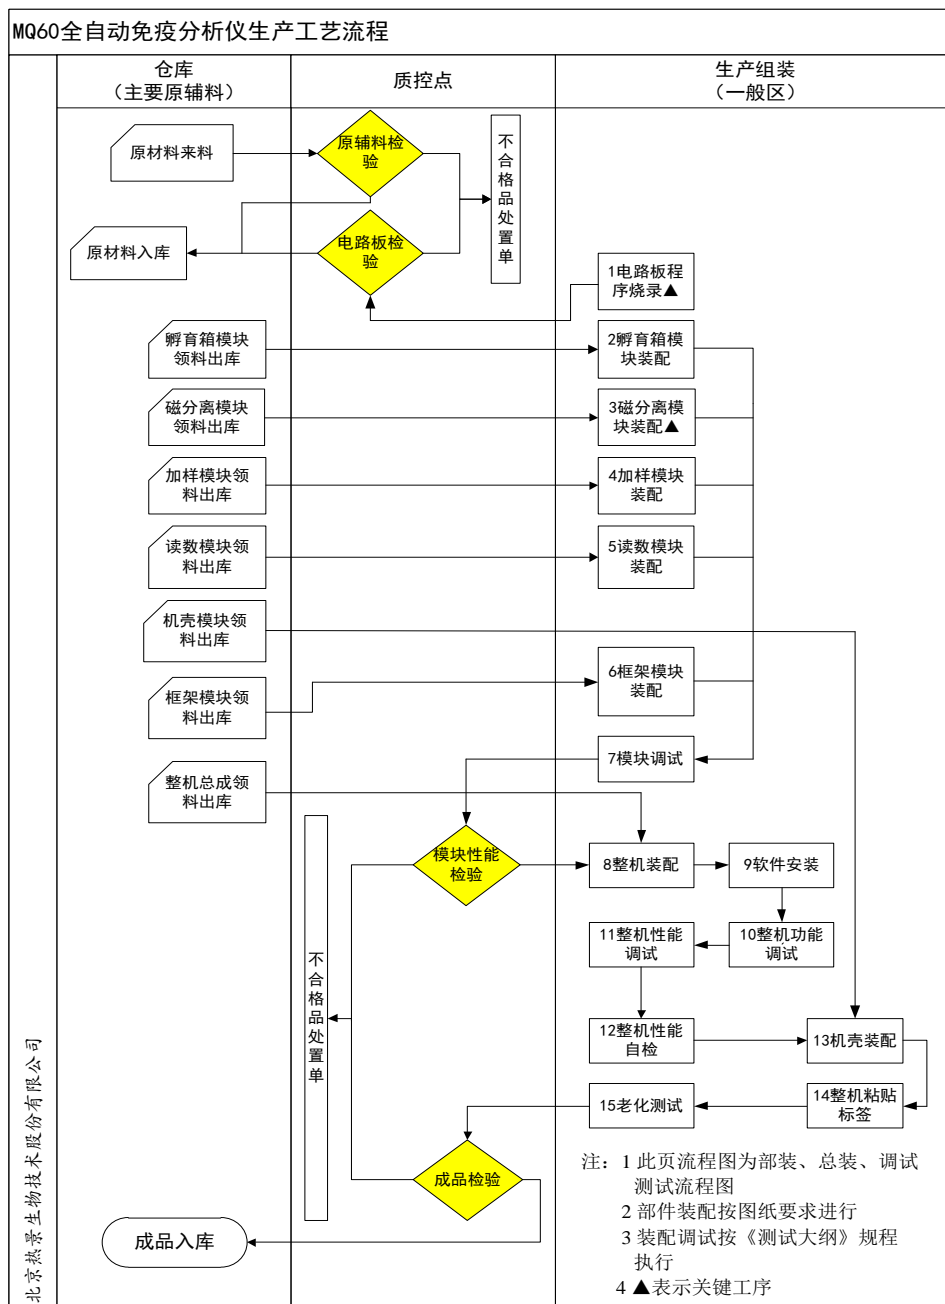 MQ60全自动免疫分析仪生产工艺流程
仓库
（主要原辅料）
质控点
生产组装
（一般区）
原材料来料
原辅料检
验
不合格品处置单
原材料入库
电路板检
验
1电路板程
序烧录▲
孵育箱模块
领料出库
2孵育箱模
块装配
磁分离模块
领料出库
3磁分离模
块装配▲
加样模块领
料出库
4加样模块
装配
读数模块领
料出库
5读数模块
装配
机壳模块领
料出库
框架模块领
料出库
6框架模块
装配
7模块调试
整机总成领
料出库
模块性能
检验
8整机装配
9软件安装
11整机性能
调试
10整机功能
调试
不合格品处置单
12整机性能
自检
13机壳装配
15老化测试
14整机粘贴
标签
成品检验
成品入库
注：1 此页流程图为部装、总装、调试
测试流程图
2 部件装配按图纸要求进行
3 装配调试按《测试大纲》规程
执行
4 ▲表示关键工序
北京热景生物技术股份有限公司